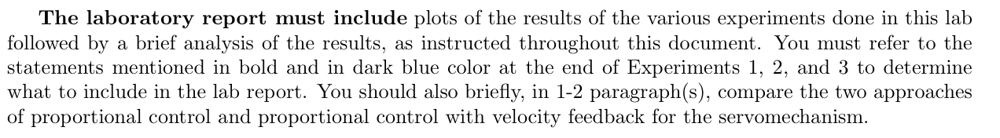 The laboratory report must include plots of the results of the various experiments done in this lab
followed by a brief analysis of the results, as instructed throughout this document. You must refer to the
statements mentioned in bold and in dark blue color at the end of Experiments 1, 2, and 3 to determine
what to include in the lab report. You should also briefly, in 1-2 paragraph(s), compare the two approaches
of proportional control and proportional control with velocity feedback for the servomechanism.